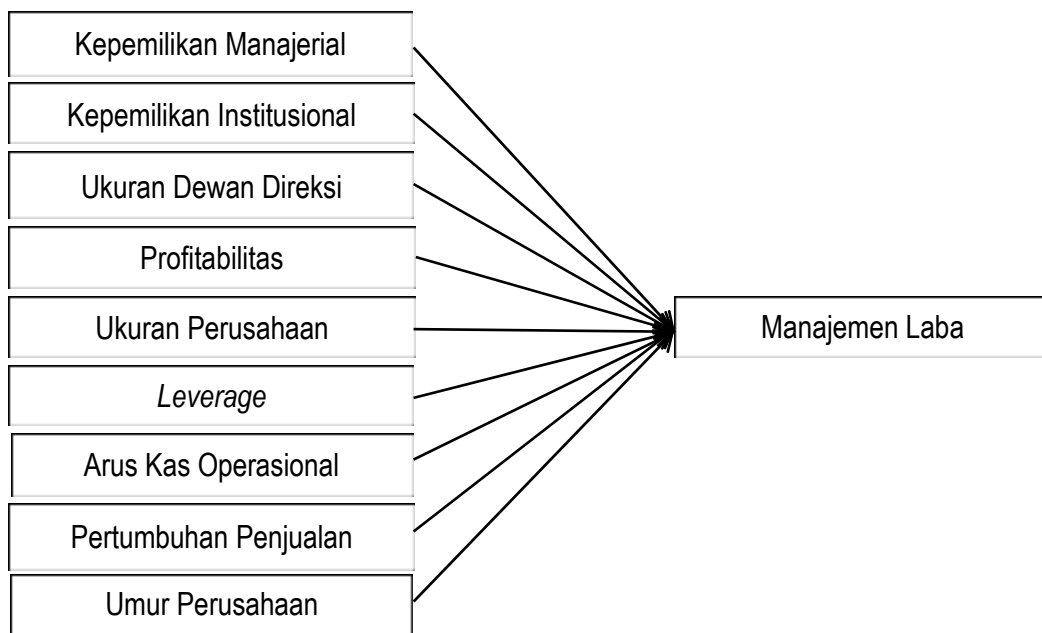 Kepemilikan Manajerial
Kepemilikan Institusional
Ukuran Dewan Direksi
Profitabilitas
Ukuran Perusahaan
Manajemen Laba
Leverage
Arus Kas Operasional
Pertumbuhan Penjualan
Umur Perusahaan